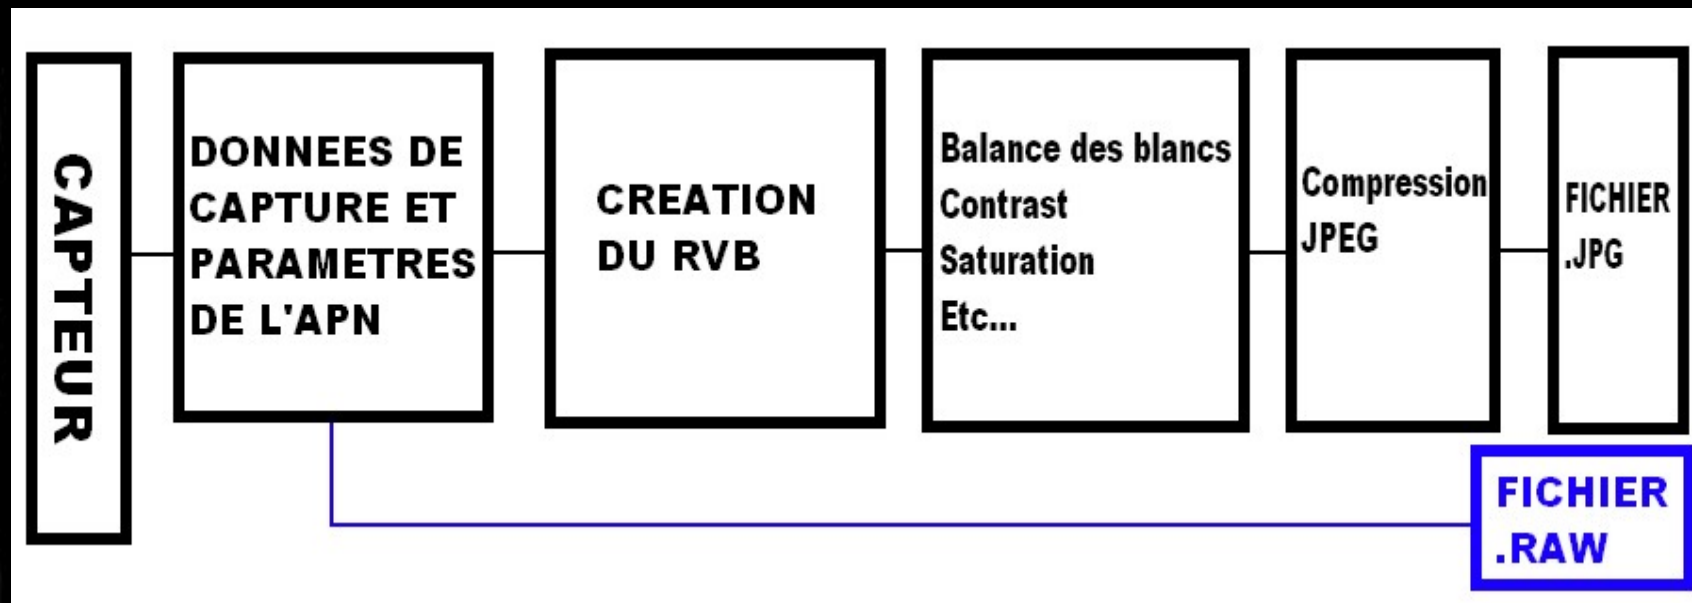 CAPTEUR
DONNEES DE
CAPTURE ET
PARAMETRES
DE L'APN
CREATION
DU RVB
Balance des blancs
Contrast
Saturation
Etc...
Compression
JPEG
FICHIER
.JPG
FICHIER
.RAW